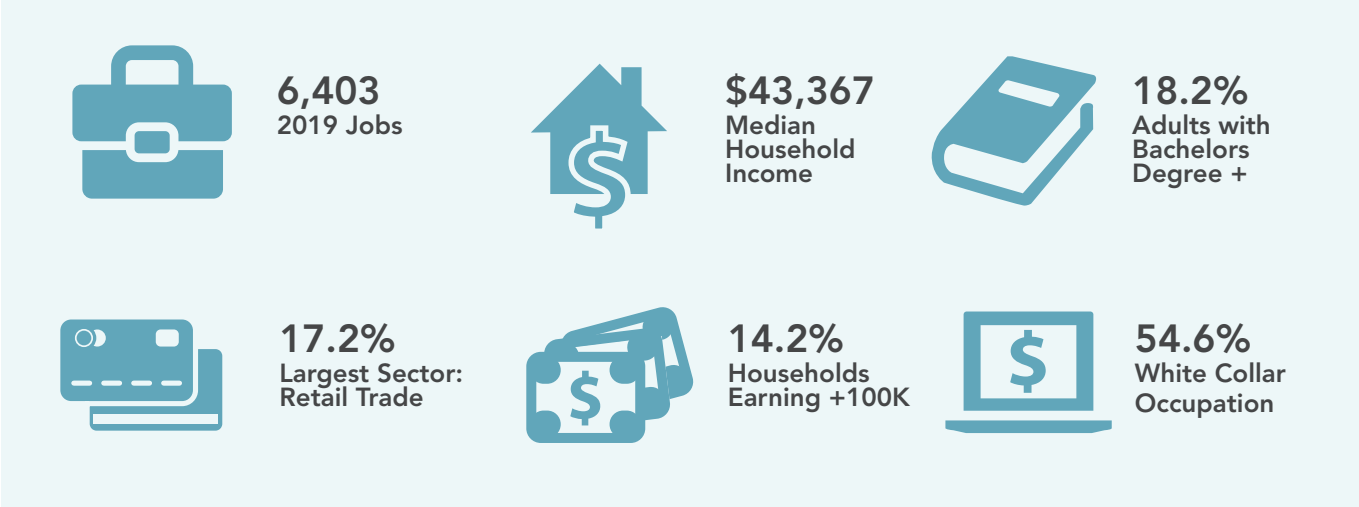 6,403
2019 Jobs
$43,367
Median
Household
Income
18.2%
Adults with
Bachelors
Degree +
17.2%
Largest Sector:
Retail Trade
14.2%
Households
Earning +100K
54.6%
White Collar
Occupation